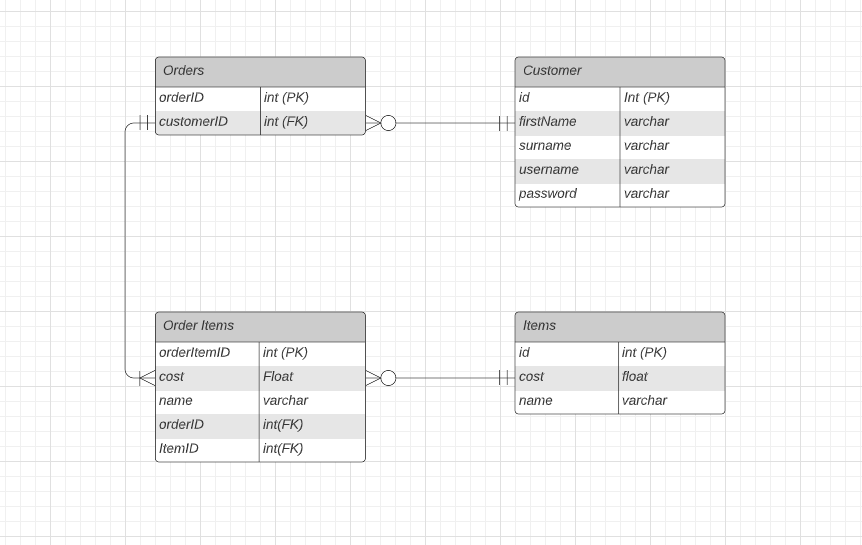 Orders
orderID int (PK)
customerID int (FK)
Customer
id Int (PK)
firstName varchar
surname varchar
username varchar
password varchar
Order Items
orderItemID int (PK)
cost Float
name varchar
orderID int(FK)
ItemID int(FK)
Items
id int (PK)
cost float
name varchar